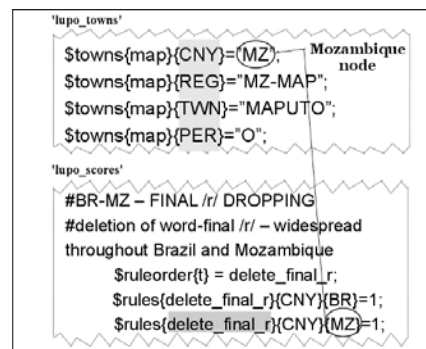 'lupo_towns'
$towns{map}{CNY}="MZ";
Mozambique
node
$towns{map}{REG}="MZ-MAP";
$towns{map}{TWN}="MAPUTO";
$towns{map}{PER}="O";
'lupo_scores'
#BR-MZ – FINAL /r/ DROPPING
#deletion of word-final /r/ – widespread
throughout Brazil and Mozambique
$ruleorder{t} = delete_final_r;
$rules{delete_final_r}{CNY}{BR}=1;
$rules{delete_final_r}{CNY}{MZ}=1;